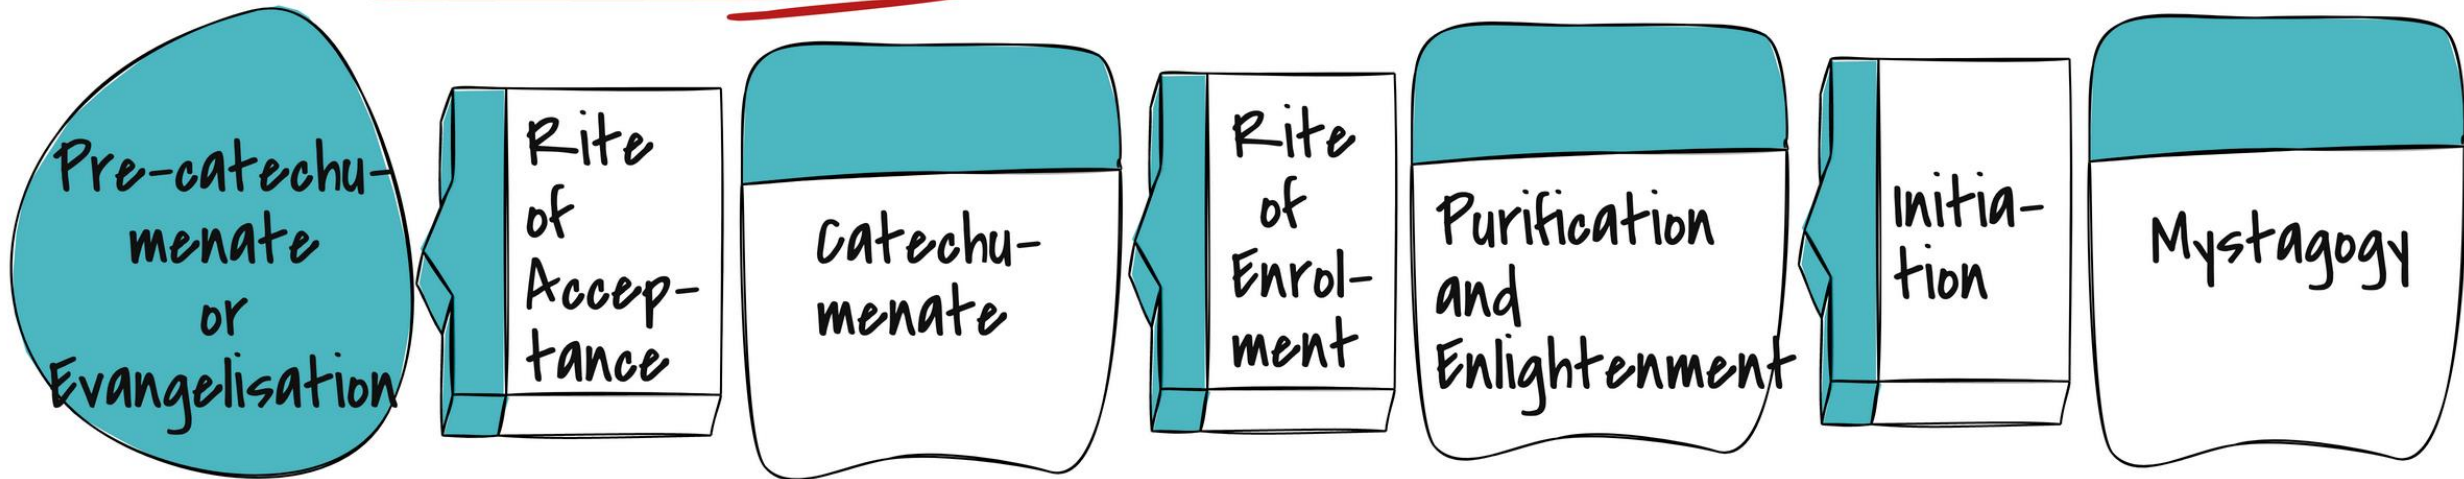 Pre-catechu-
menate
or
Evangelisation
Rite
of
Accep-
tance
Catechu-
menate
Rite
of
Enrol-
ment
Purification
and
Enlightenment
Initia-
tion
Mystagogy